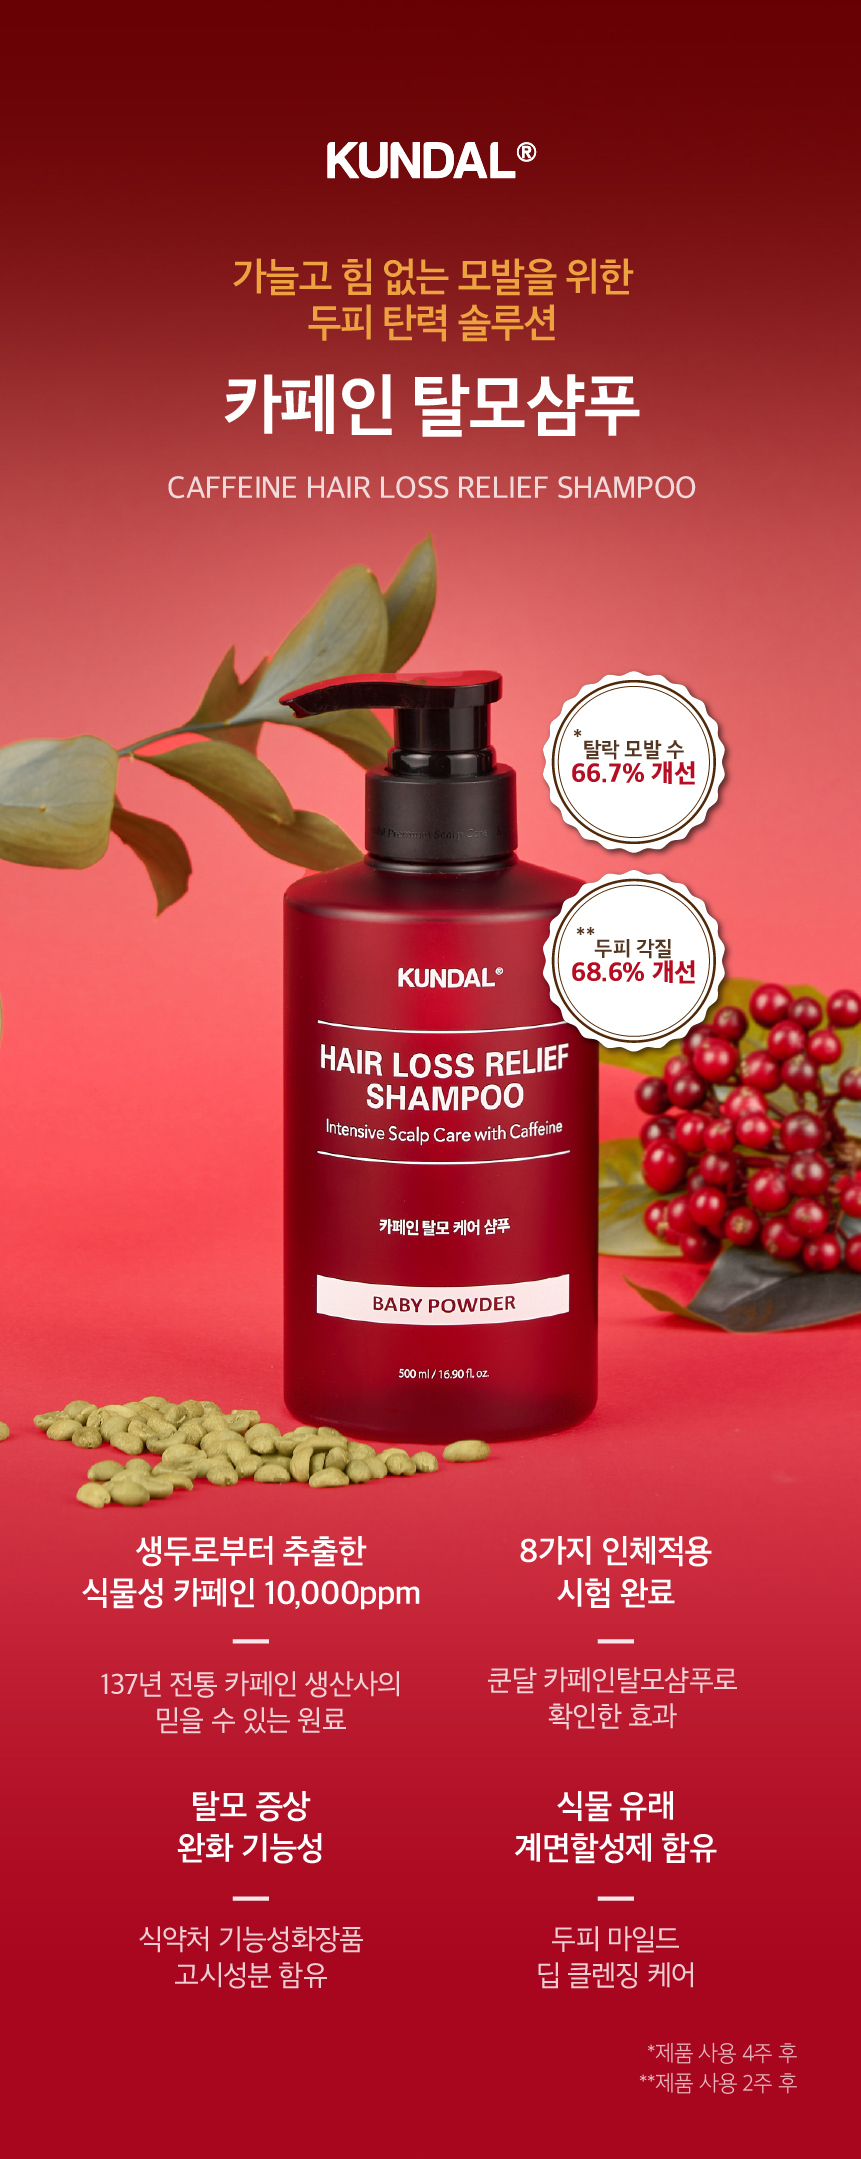 KUNDAL®
가늘고 힘 없는 모발을 위한
두피 탄력 솔루션
카페인 탈모샴푸
CAFFEINE HAIR LOSS RELIEF SHAMPOO
*
탈락 모발 수
66.7% 개선
**
두피 각질
68.6% 개선
KUNDAL®
HAIR LOSS RELIEF
SHAMPOO
Intensive Scalp Care with Caffeine
카페인 탈모 케어 샴푸
BABY POWDER
500 ml / 16.90 fl. oz.
생두로부터 추출한
식물성 카페인 10,000ppm
137년 전통 카페인 생산사의
믿을 수 있는 원료
8가지 인체적용
시험 완료
쿤달 카페인탈모샴푸로
확인한 효과
탈모 증상
완화 기능성
식약처 기능성화장품
고시성분 함유
식물 유래
계면활성제 함유
두피 마일드
딥 클렌징 케어
*제품 사용 4주 후
**제품 사용 2주 후